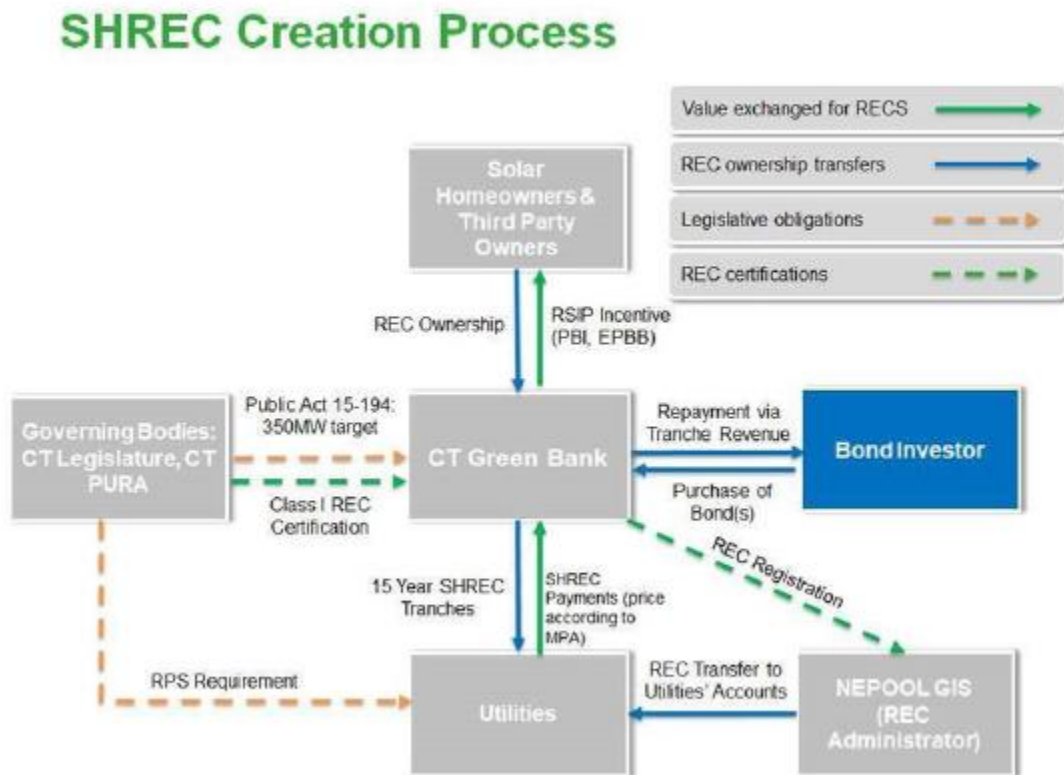 SHREC Creation Process
Value exchanged for RECS
REC ownership transfers
Legislative obligations
REC certifications
Solar
Homeowners &
Third Party
Owners
REC Ownership
RSIP Incentive
(PBI, EPBB)
Governing Bodies:
CT Legislature, CT
PURA
Public Act 15-194:
350MW target
Class I REC
Certification
CT Green Bank
Repayment via
Tranche Revenue
Purchase of
Bond(s)
Bond Investor
15 Year SHREC
Tranches
SHREC
Payments (price
according to
MPA)
REC Registration
RPS Requirement
Utilities
REC Transfer to
Utilities' Accounts
NEPOOL GIS
(REC
Administrator)